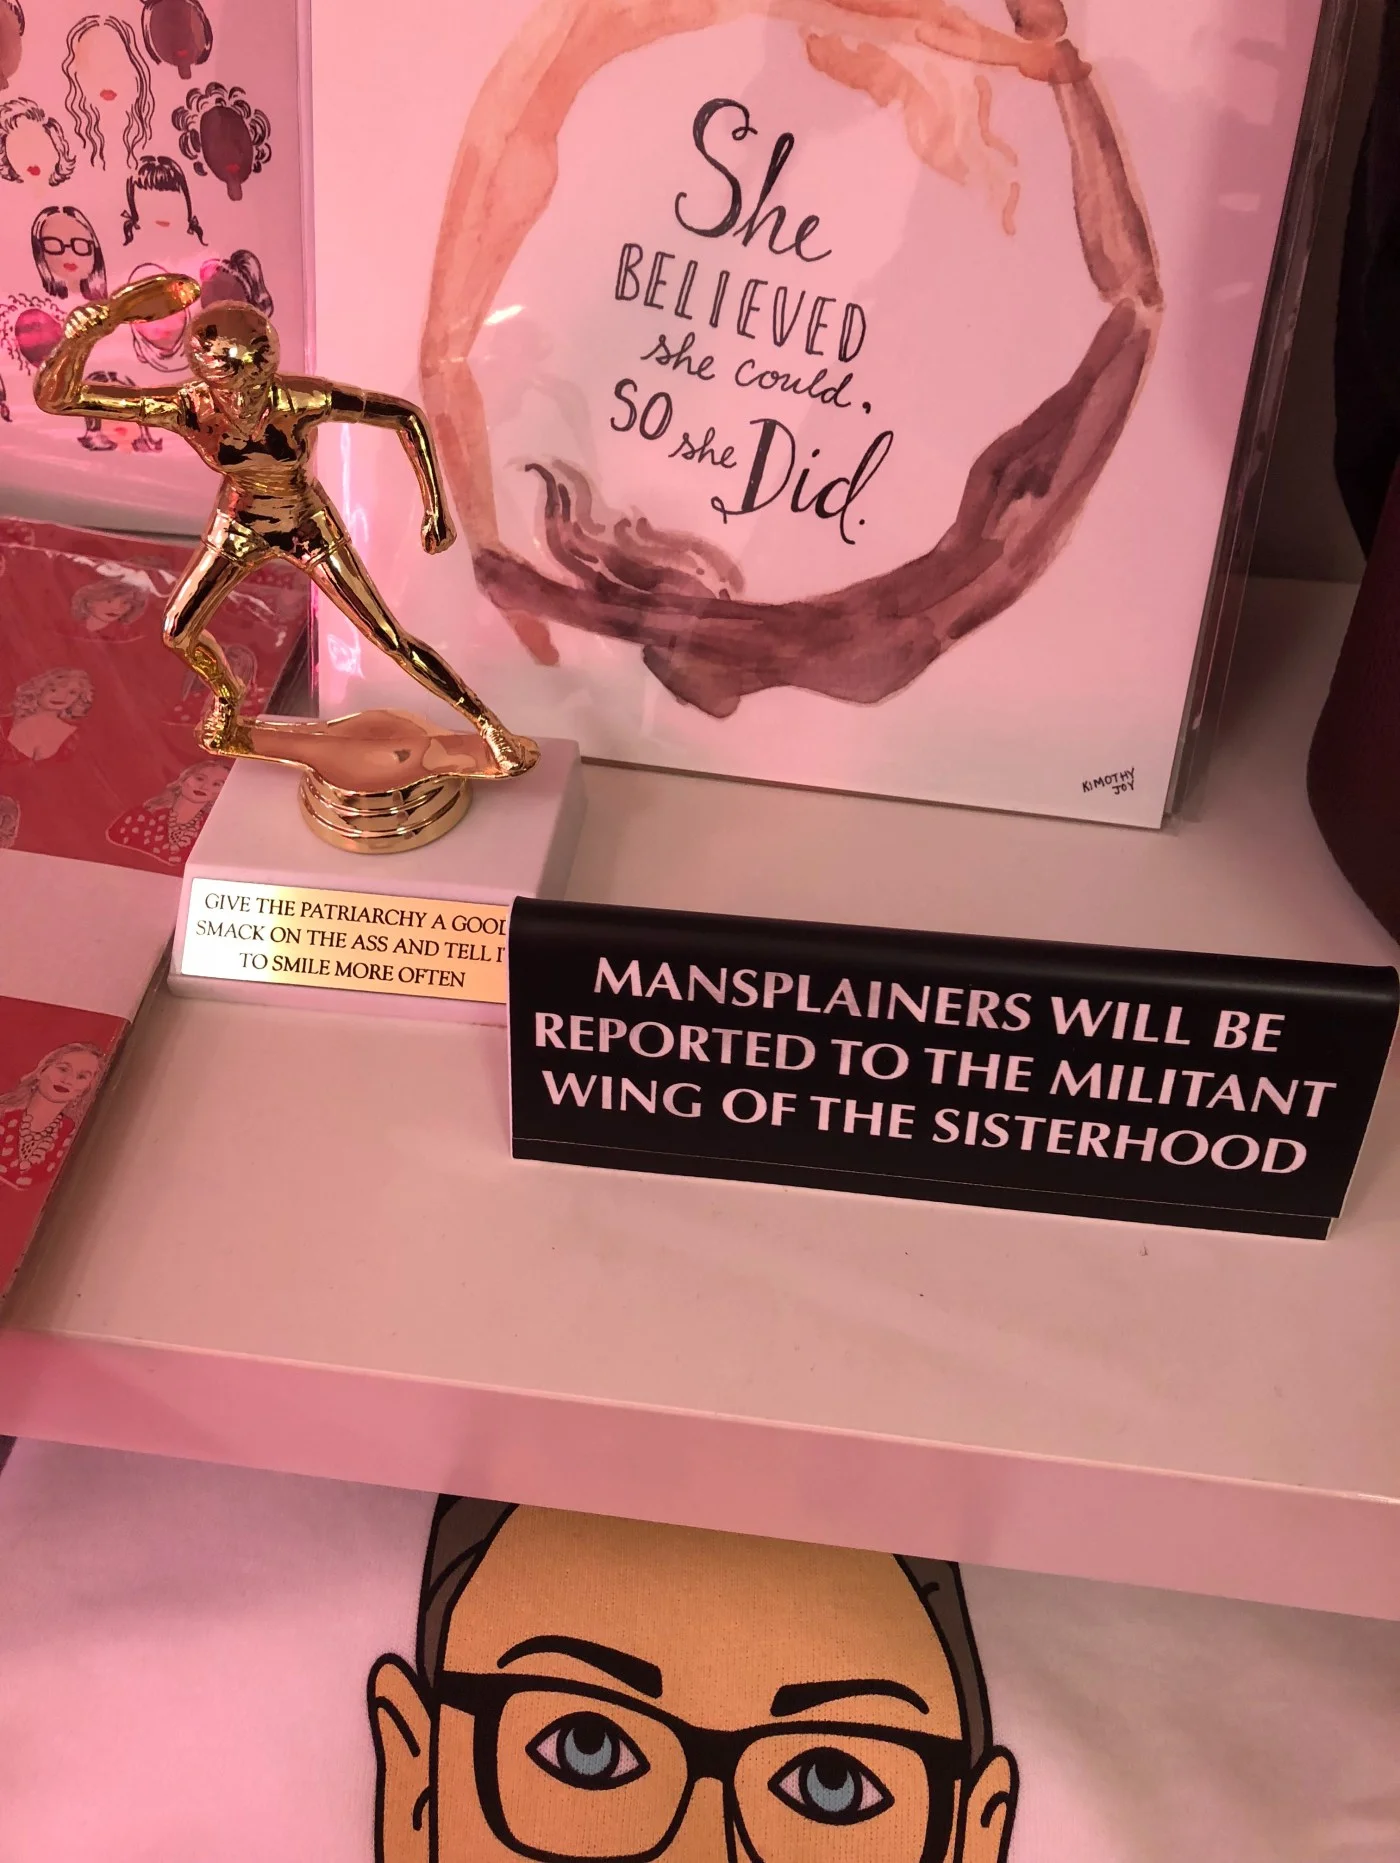 She
BELIEVED
she could,
SO she Did.
KIMOTHY
JOY
GIVE THE PATRIARCHY A GOOD
SMACK ON THE ASS AND TELL IT
TO SMILE MORE OFTEN
MANSPLAINERS WILL BE
REPORTED TO THE MILITANT
WING OF THE SISTERHOOD